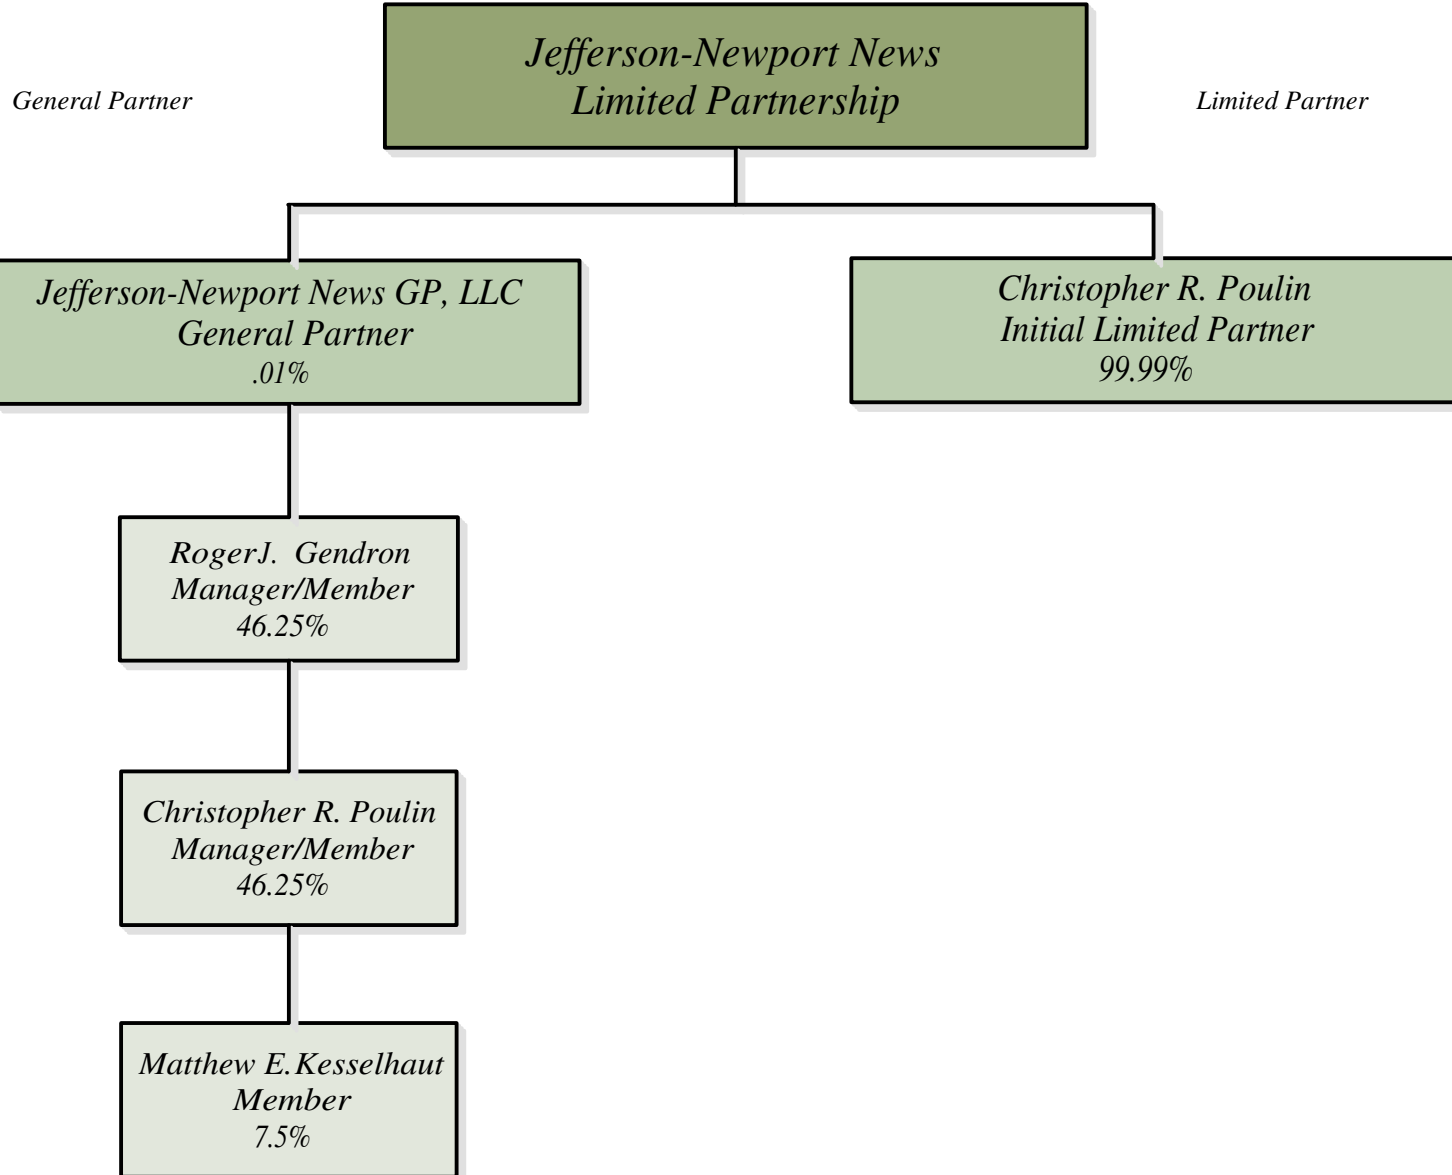 Jefferson-Newport News
Limited Partnership
General Partner
Limited Partner
Jefferson-Newport News GP, LLC
General Partner
.01%
Christopher R. Poulin
Initial Limited Partner
99.99%
RogerJ. Gendron
Manager/Member
46.25%
Christopher R. Poulin
Manager/Member
46.25%
Matthew E.Kesselhaut
Member
7.5%